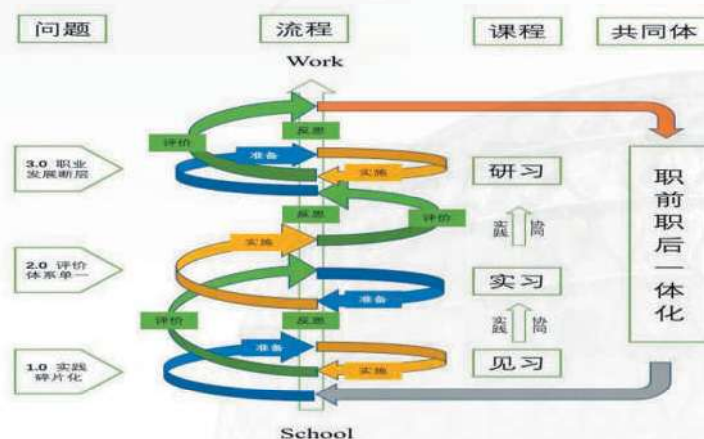 问题
流程
课程
共同体
Work
反思
评价
准备
3.0 职业
发展断层
实施
研习
反思
评价
实践
协同
职前职后一体化
实施
2.0 评价
体系单一
实习
准备
评价
反思
实践
协同
准备
1.0 实践
碎片化
实施
见习
School